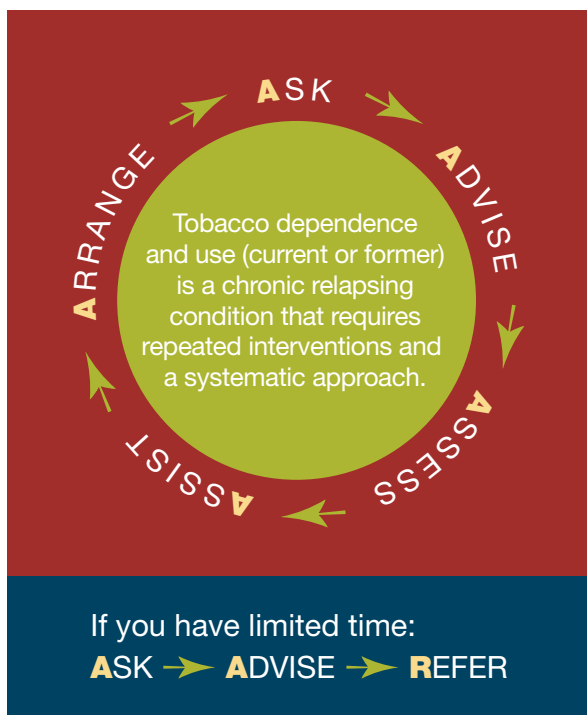 ASK
ADVISE
ASSESS
ASSIST
ARRANGE
Tobacco dependence
and use (current or former)
is a chronic relapsing
condition that requires
repeated interventions and
a systematic approach.
If you have limited time:
ASK ADVISE REFER